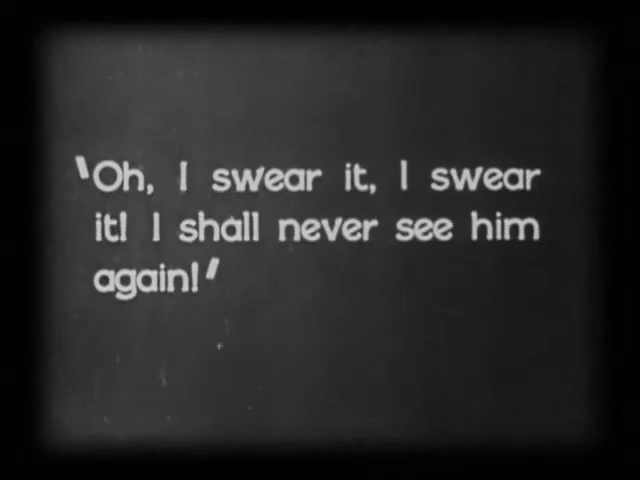 "Oh, I swear it, I swear
it! I shall never see him
again!"